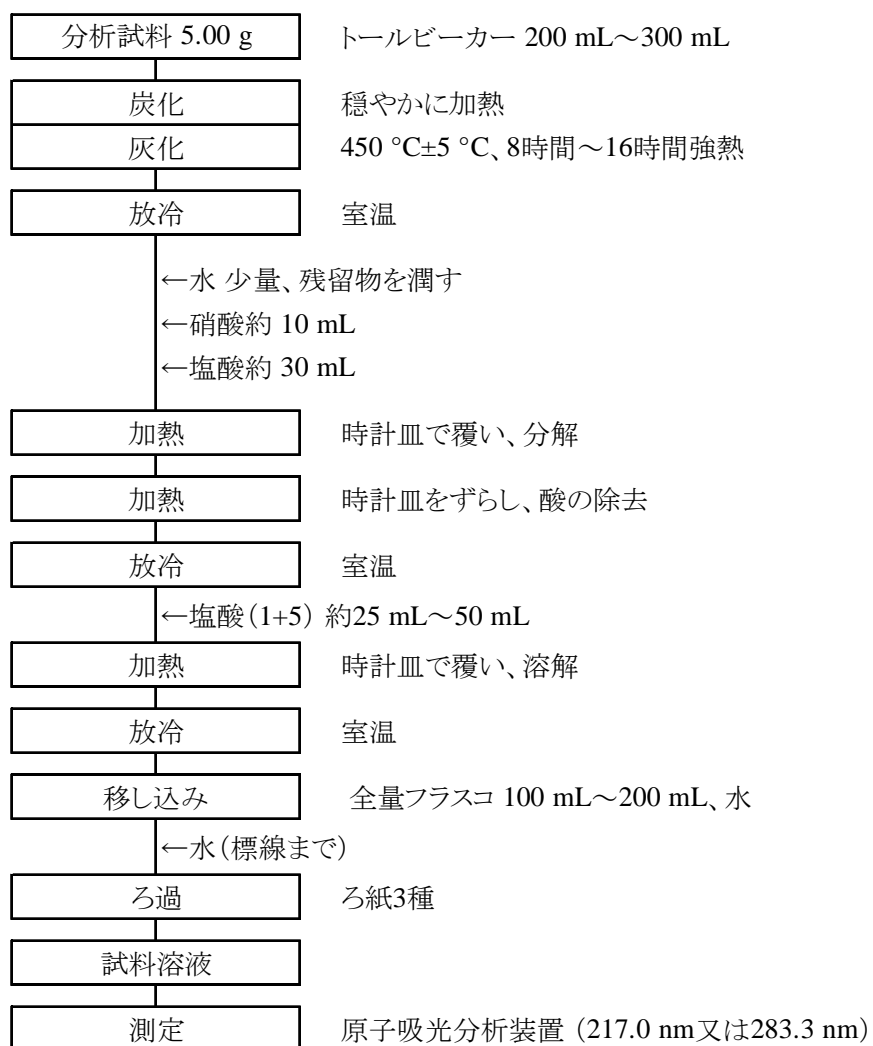 分析試料 5.00 g トールビーカー 200 mL～300 mL
炭化 穏やかに加熱
灰化 450 °C±5 °C、8時間～16時間強熱
放冷 室温
←水 少量、残留物を潤す
←硝酸約 10 mL
←塩酸約 30 mL
加熱 時計皿で覆い、分解
加熱 時計皿をずらし、酸の除去
放冷 室温
←塩酸（1+5） 約25 mL～50 mL
加熱 時計皿で覆い、溶解
放冷 室温
移し込み 全量フラスコ 100 mL～200 mL、水
←水（標線まで）
ろ過 ろ紙3種
試料溶液
測定 原子吸光分析装置 （217.0 nm又は283.3 nm）